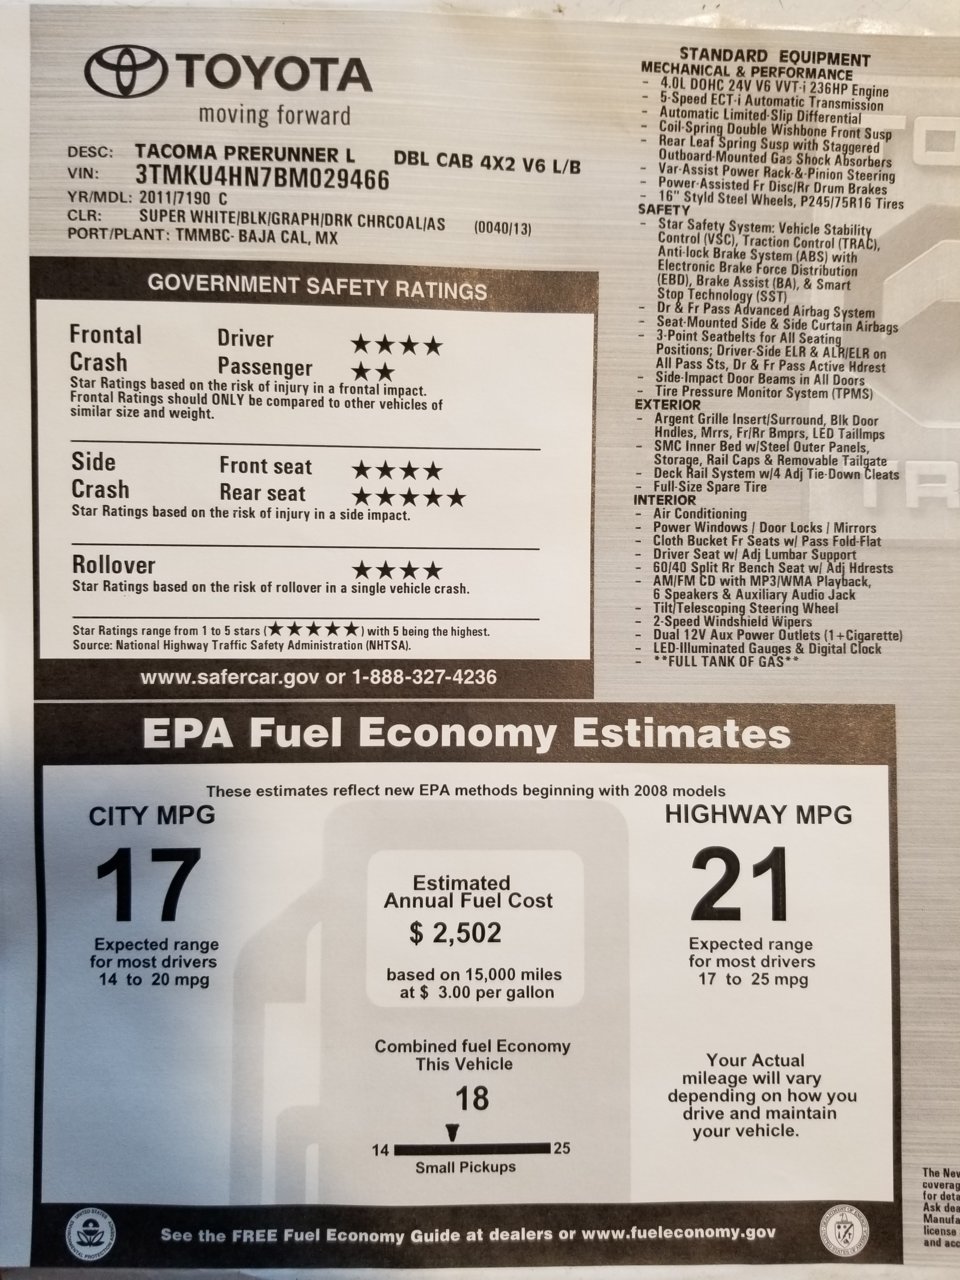 TOYOTA
moving forward
DESC: TACOMA PRERUNNER L DBL CAB 4X2 V6 L/B
VIN: 3TMKU4HN7BM029466
YR/MDL: 2011/7190 C
CLR: SUPER WHITE/BLK/GRAPH/DRK CHRCOAL/AS (0040/13)
PORT/PLANT: TMMBC- BAJA CAL, MX
GOVERNMENT SAFETY RATINGS
Frontal Driver ★★★★
Crash Passenger ★★
Star Ratings based on the risk of injury in a frontal impact.
Frontal Ratings should ONLY be compared to other vehicles of
similar size and weight.
Side Front seat ★★★★
Crash Rear seat ★★★★★
Star Ratings based on the risk of injury in a side impact.
Rollover ★★★★
Star Ratings based on the risk of rollover in a single vehicle crash.
Star Ratings range from 1 to 5 stars (★★★★★) with 5 being the highest.
Source: National Highway Traffic Safety Administration (NHTSA).
www.safercar.gov or 1-888-327-4236
STANDARD EQUIPMENT
MECHANICAL & PERFORMANCE
- 4.0L DOHC 24V V6 VVT-i 236HP Engine
- 5-Speed ECT-i Automatic Transmission
- Automatic Limited-Slip Differential
- Coil-Spring Double Wishbone Front Susp
- Rear Leaf Spring Susp with Staggered
Outboard-Mounted Gas Shock Absorbers
- Var-Assist Power Rack-&-Pinion Steering
- Power-Assisted Fr Disc/Rr Drum Brakes
- 16" Styld Steel Wheels, P245/75R16 Tires
SAFETY
- Star Safety System: Vehicle Stability
Control (VSC), Traction Control (TRAC),
Anti-lock Brake System (ABS) with
Electronic Brake Force Distribution
(EBD), Brake Assist (BA), & Smart
Stop Technology (SST)
- Dr & Fr Pass Advanced Airbag System
- Seat-Mounted Side & Side Curtain Airbags
- 3-Point Seatbelts for All Seating
Positions; Driver-Side ELR & ALR/ELR on
All Pass Sts, Dr & Fr Pass Active Hdrest
- Side-Impact Door Beams in All Doors
- Tire Pressure Monitor System (TPMS)
EXTERIOR
- Argent Grille Insert/Surround, Blk Door
Hndles, Mrrs, Fr/Rr Bmprs, LED Taillmps
- SMC Inner Bed w/Steel Outer Panels,
Storage, Rail Caps & Removable Tailgate
- Deck Rail System w/4 Adj Tie-Down Cleats
- Full-Size Spare Tire
INTERIOR
- Air Conditioning
- Power Windows / Door Locks / Mirrors
- Cloth Bucket Fr Seats w/ Pass Fold-Flat
- Driver Seat w/ Adj Lumbar Support
- 60/40 Split Rr Bench Seat w/ Adj Hdrests
- AM/FM CD with MP3/WMA Playback,
6 Speakers & Auxiliary Audio Jack
- Tilt/Telescoping Steering Wheel
- 2-Speed Windshield Wipers
- Dual 12V Aux Power Outlets (1+Cigarette)
- LED-Illuminated Gauges & Digital Clock
- **FULL TANK OF GAS**
EPA Fuel Economy Estimates
These estimates reflect new EPA methods beginning with 2008 models
CITY MPG
17
Expected range
for most drivers
14 to 20 mpg
Estimated
Annual Fuel Cost
$ 2,502
based on 15,000 miles
at $ 3.00 per gallon
Combined fuel Economy
This Vehicle
18
14 25
Small Pickups
HIGHWAY MPG
21
Expected range
for most drivers
17 to 25 mpg
Your Actual
mileage will vary
depending on how you
drive and maintain
your vehicle.
See the FREE Fuel Economy Guide at dealers or www.fueleconomy.gov
The New
coverag
for deta
Ask dea
Manufa
license
and acc